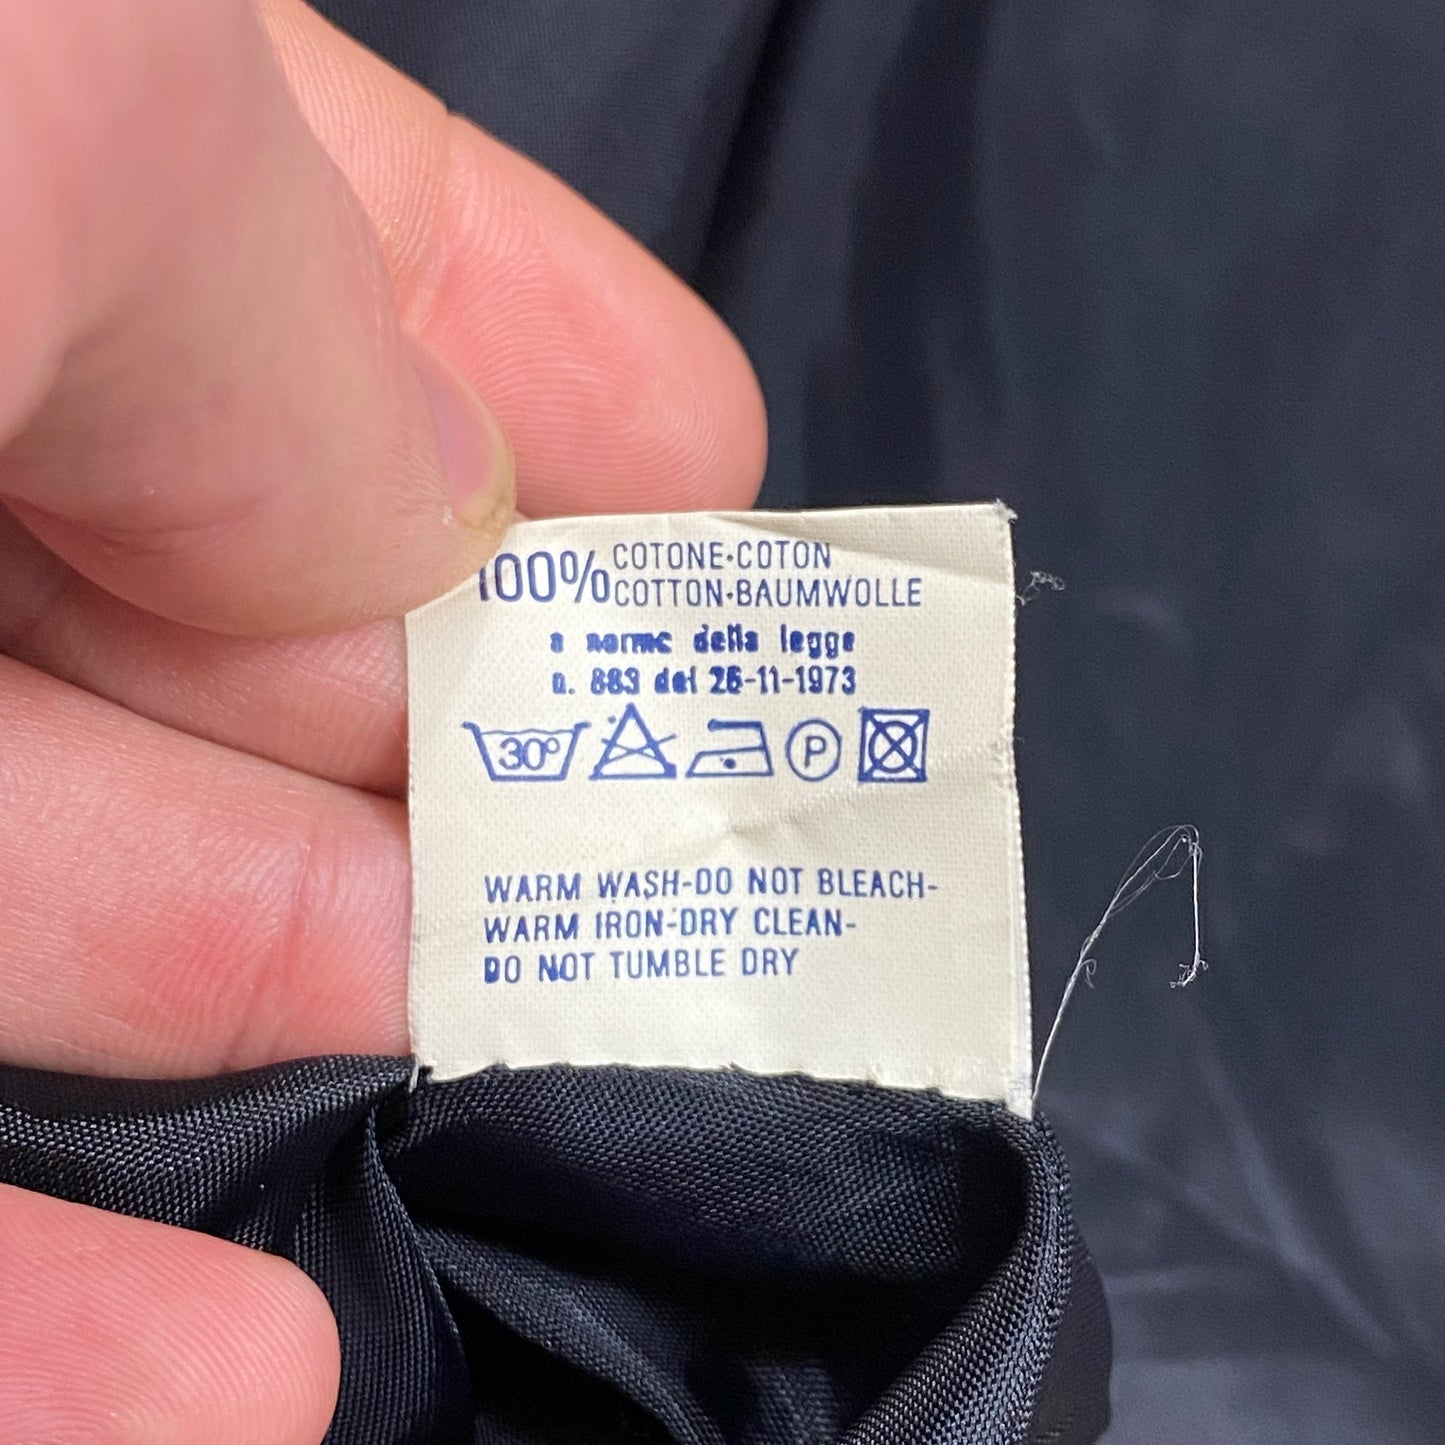 100% COTONE·COTON
COTTON·BAUMWOLLE
a norme della legge
n. 883 del 26-11-1973
30° P
WARM WASH-DO NOT BLEACH-
WARM IRON-DRY CLEAN-
DO NOT TUMBLE DRY